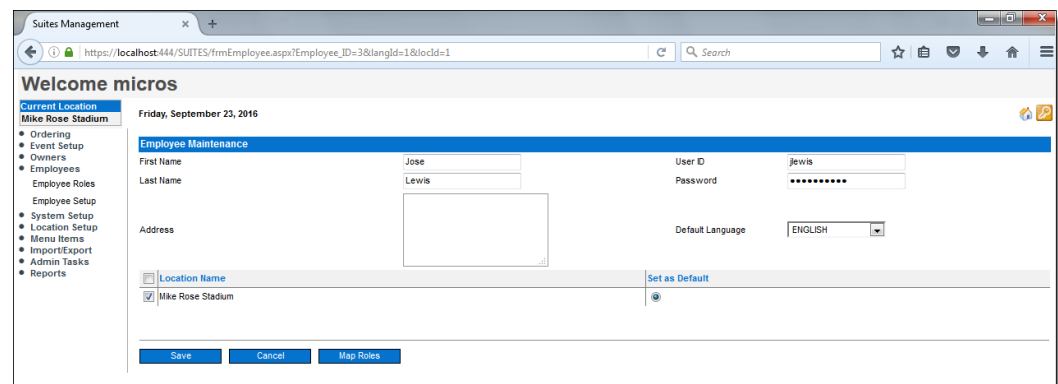 Suites Management
https://localhost:444/SUITES/frmEmployee.aspx?Employee_ID=3&langId=1&locId=1
Search
Welcome micros
Current Location
Mike Rose Stadium
Friday, September 23, 2016
Ordering
Event Setup
Owners
Employees
Employee Roles
Employee Setup
System Setup
Location Setup
Menu Items
Import/Export
Admin Tasks
Reports
Employee Maintenance
First Name Jose User ID jlewis
Last Name Lewis Password ••••••••••
Address Default Language ENGLISH
Location Name Set as Default
Mike Rose Stadium
Save Cancel Map Roles